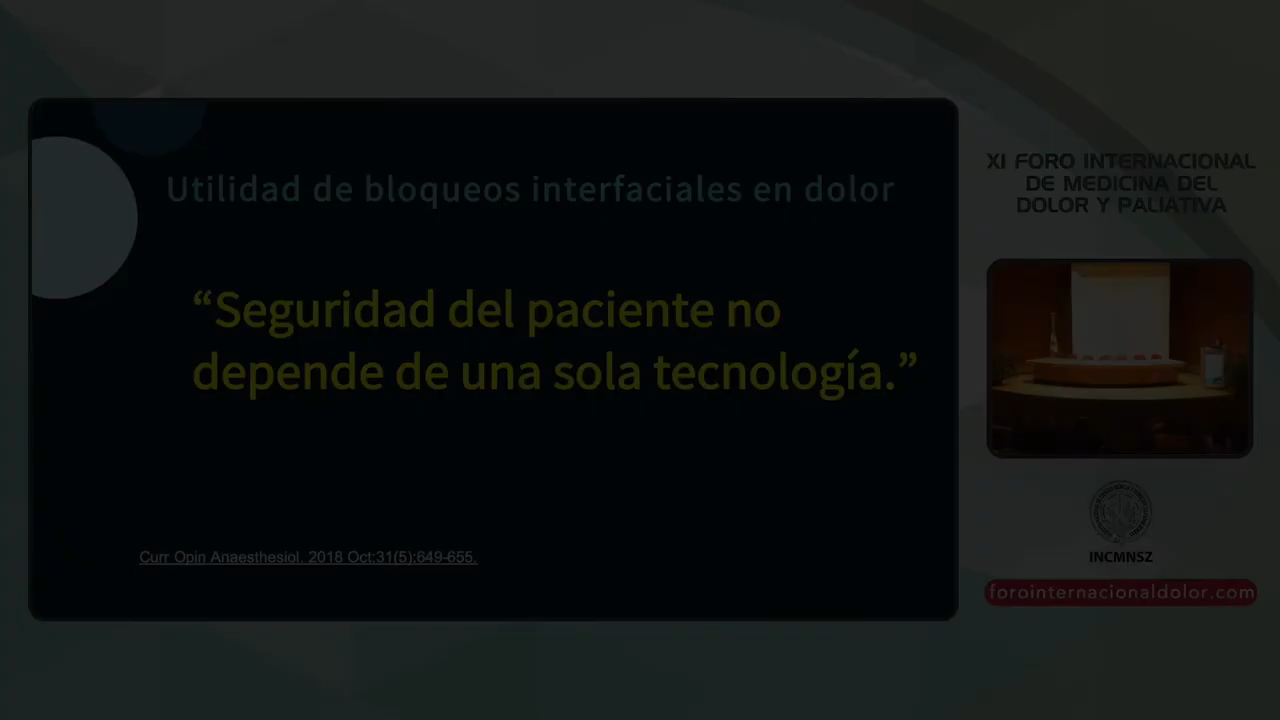 Utilidad de bloqueos interfaciales en dolor
“Seguridad del paciente no
depende de una sola tecnología.”
Curr Opin Anaesthesiol. 2018 Oct;31(5):649-655.
XI FORO INTERNACIONAL
DE MEDICINA DEL
DOLOR Y PALIATIVA
INCMNSZ
forointernacionaldolor.com